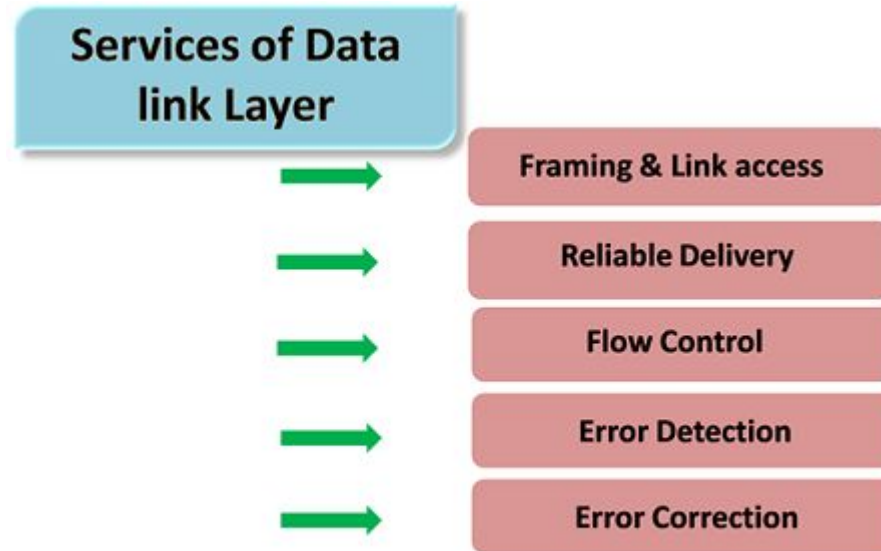 Services of Data
link Layer
Framing & Link access
Reliable Delivery
Flow Control
Error Detection
Error Correction